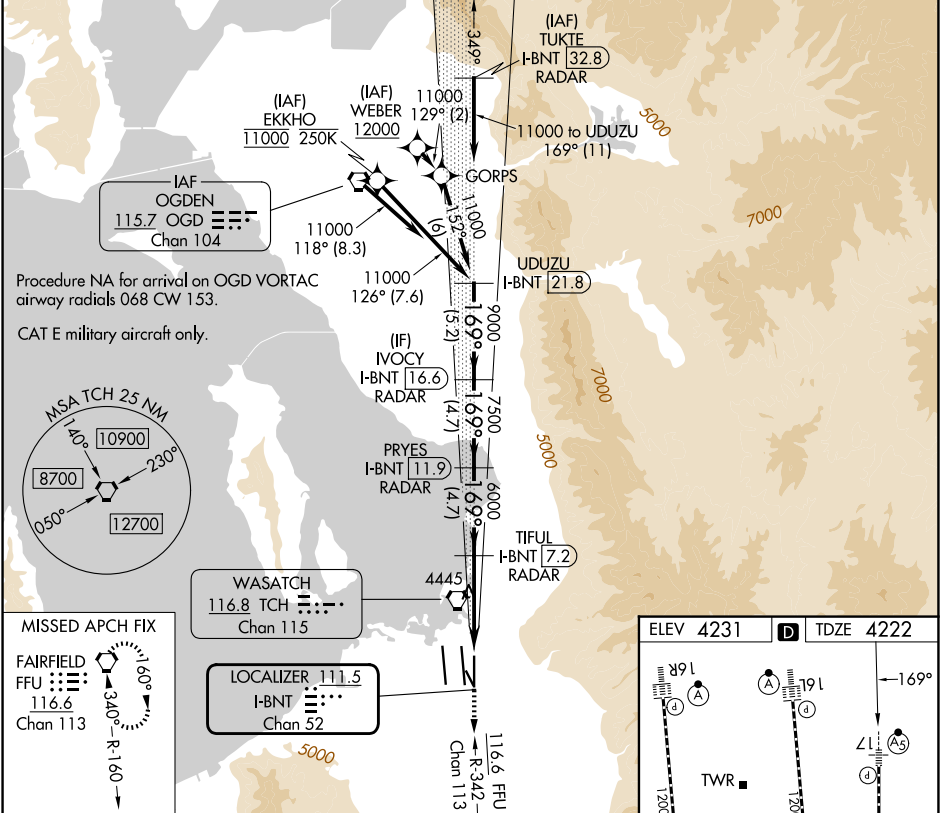 349°
(IAF)
TUKTE
I-BNT 32.8
RADAR
(IAF)
EKKHO
11000 250K
(IAF)
WEBER
12000
11000
129° (2)
11000 to UDUZU
169° (11)
5000
GORPS
IAF
OGDEN
115.7 OGD
Chan 104
11000
118° (8.3)
11000
152°
(6)
11000
126° (7.6)
7000
UDUZU
I-BNT 21.8
Procedure NA for arrival on OGD VORTAC
airway radials 068 CW 153.
CAT E military aircraft only.
9000
169°
(5.2)
(IF)
IVOCY
I-BNT 16.6
RADAR
7500
169°
(4.7)
7000
5000
PRYES
I-BNT 11.9
RADAR
6000
169°
(4.7)
MSA TCH 25 NM
140°
10900
230°
8700
050°
12700
TIFUL
I-BNT 7.2
RADAR
WASATCH
116.8 TCH
Chan 115
4445
MISSED APCH FIX
FAIRFIELD
FFU
116.6
Chan 113
160°
340°
R-160
LOCALIZER 111.5
I-BNT
Chan 52
5000
116.6 FFU
R-342
Chan 113
ELEV 4231 D TDZE 4222
16R
A
P
A
16L
P
169°
17
A5
P
TWR
1200
120